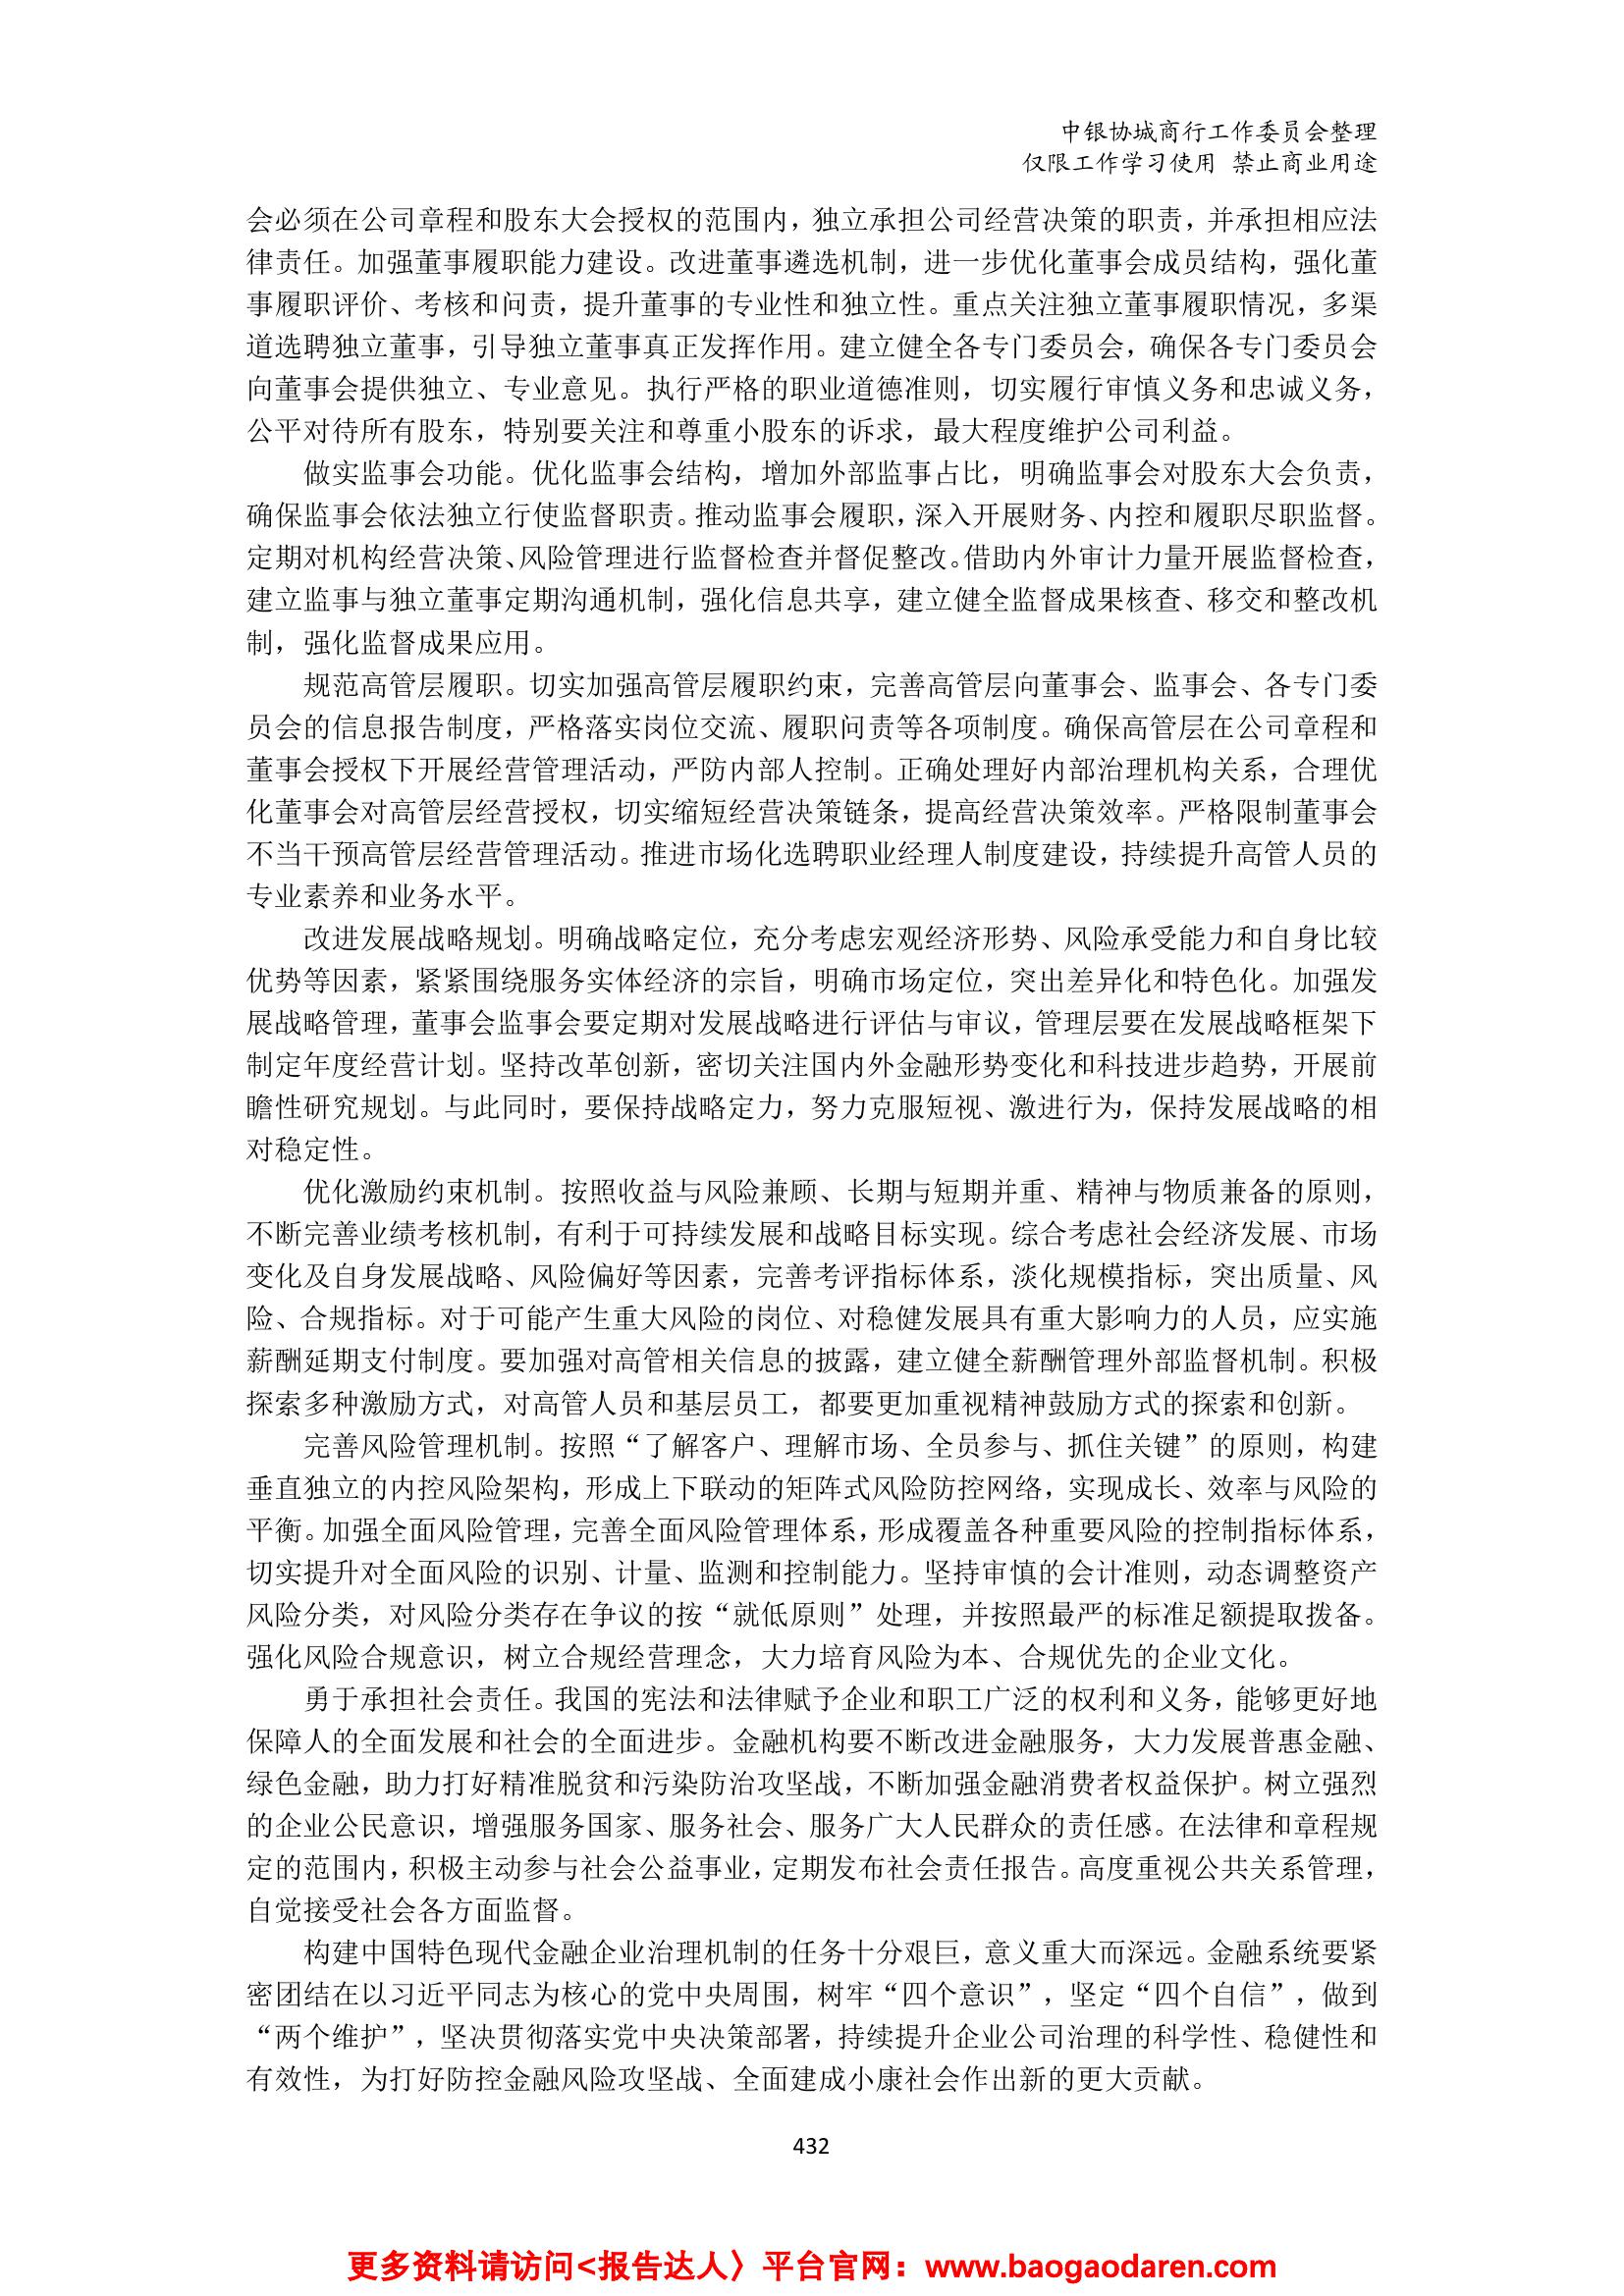 中银协城商行工作委员会整理
仅限工作学习使用 禁止商业用途
会必须在公司章程和股东大会授权的范围内，独立承担公司经营决策的职责，并承担相应法
律责任。加强董事履职能力建设。改进董事遴选机制，进一步优化董事会成员结构，强化董
事履职评价、考核和问责，提升董事的专业性和独立性。重点关注独立董事履职情况，多渠
道选聘独立董事，引导独立董事真正发挥作用。建立健全各专门委员会，确保各专门委员会
向董事会提供独立、专业意见。执行严格的职业道德准则，切实履行审慎义务和忠诚义务，
公平对待所有股东，特别要关注和尊重小股东的诉求，最大程度维护公司利益。
做实监事会功能。优化监事会结构，增加外部监事占比，明确监事会对股东大会负责，
确保监事会依法独立行使监督职责。推动监事会履职，深入开展财务、内控和履职尽职监督。
定期对机构经营决策、风险管理进行监督检查并督促整改。借助内外审计力量开展监督检查，
建立监事与独立董事定期沟通机制，强化信息共享，建立健全监督成果核查、移交和整改机
制，强化监督成果应用。
规范高管层履职。切实加强高管层履职约束，完善高管层向董事会、监事会、各专门委
员会的信息报告制度，严格落实岗位交流、履职问责等各项制度。确保高管层在公司章程和
董事会授权下开展经营管理活动，严防内部人控制。正确处理好内部治理机构关系，合理优
化董事会对高管层经营授权，切实缩短经营决策链条，提高经营决策效率。严格限制董事会
不当干预高管层经营管理活动。推进市场化选聘职业经理人制度建设，持续提升高管人员的
专业素养和业务水平。
改进发展战略规划。明确战略定位，充分考虑宏观经济形势、风险承受能力和自身比较
优势等因素，紧紧围绕服务实体经济的宗旨，明确市场定位，突出差异化和特色化。加强发
展战略管理，董事会监事会要定期对发展战略进行评估与审议，管理层要在发展战略框架下
制定年度经营计划。坚持改革创新，密切关注国内外金融形势变化和科技进步趋势，开展前
瞻性研究规划。与此同时，要保持战略定力，努力克服短视、激进行为，保持发展战略的相
对稳定性。
优化激励约束机制。按照收益与风险兼顾、长期与短期并重、精神与物质兼备的原则，
不断完善业绩考核机制，有利于可持续发展和战略目标实现。综合考虑社会经济发展、市场
变化及自身发展战略、风险偏好等因素，完善考评指标体系，淡化规模指标，突出质量、风
险、合规指标。对于可能产生重大风险的岗位、对稳健发展具有重大影响力的人员，应实施
薪酬延期支付制度。要加强对高管相关信息的披露，建立健全薪酬管理外部监督机制。积极
探索多种激励方式，对高管人员和基层员工，都要更加重视精神鼓励方式的探索和创新。
完善风险管理机制。按照“了解客户、理解市场、全员参与、抓住关键”的原则，构建
垂直独立的内控风险架构，形成上下联动的矩阵式风险防控网络，实现成长、效率与风险的
平衡。加强全面风险管理，完善全面风险管理体系，形成覆盖各种重要风险的控制指标体系，
切实提升对全面风险的识别、计量、监测和控制能力。坚持审慎的会计准则，动态调整资产
风险分类，对风险分类存在争议的按“就低原则”处理，并按照最严的标准足额提取拨备。
强化风险合规意识，树立合规经营理念，大力培育风险为本、合规优先的企业文化。
勇于承担社会责任。我国的宪法和法律赋予企业和职工广泛的权利和义务，能够更好地
保障人的全面发展和社会的全面进步。金融机构要不断改进金融服务，大力发展普惠金融、
绿色金融，助力打好精准脱贫和污染防治攻坚战，不断加强金融消费者权益保护。树立强烈
的企业公民意识，增强服务国家、服务社会、服务广大人民群众的责任感。在法律和章程规
定的范围内，积极主动参与社会公益事业，定期发布社会责任报告。高度重视公共关系管理，
自觉接受社会各方面监督。
构建中国特色现代金融企业治理机制的任务十分艰巨，意义重大而深远。金融系统要紧
密团结在以习近平同志为核心的党中央周围，树牢“四个意识”，坚定“四个自信”，做到
“两个维护”，坚决贯彻落实党中央决策部署，持续提升企业公司治理的科学性、稳健性和
有效性，为打好防控金融风险攻坚战、全面建成小康社会作出新的更大贡献。
432
更多资料请访问<报告达人〉平台官网：www.baogaodaren.com